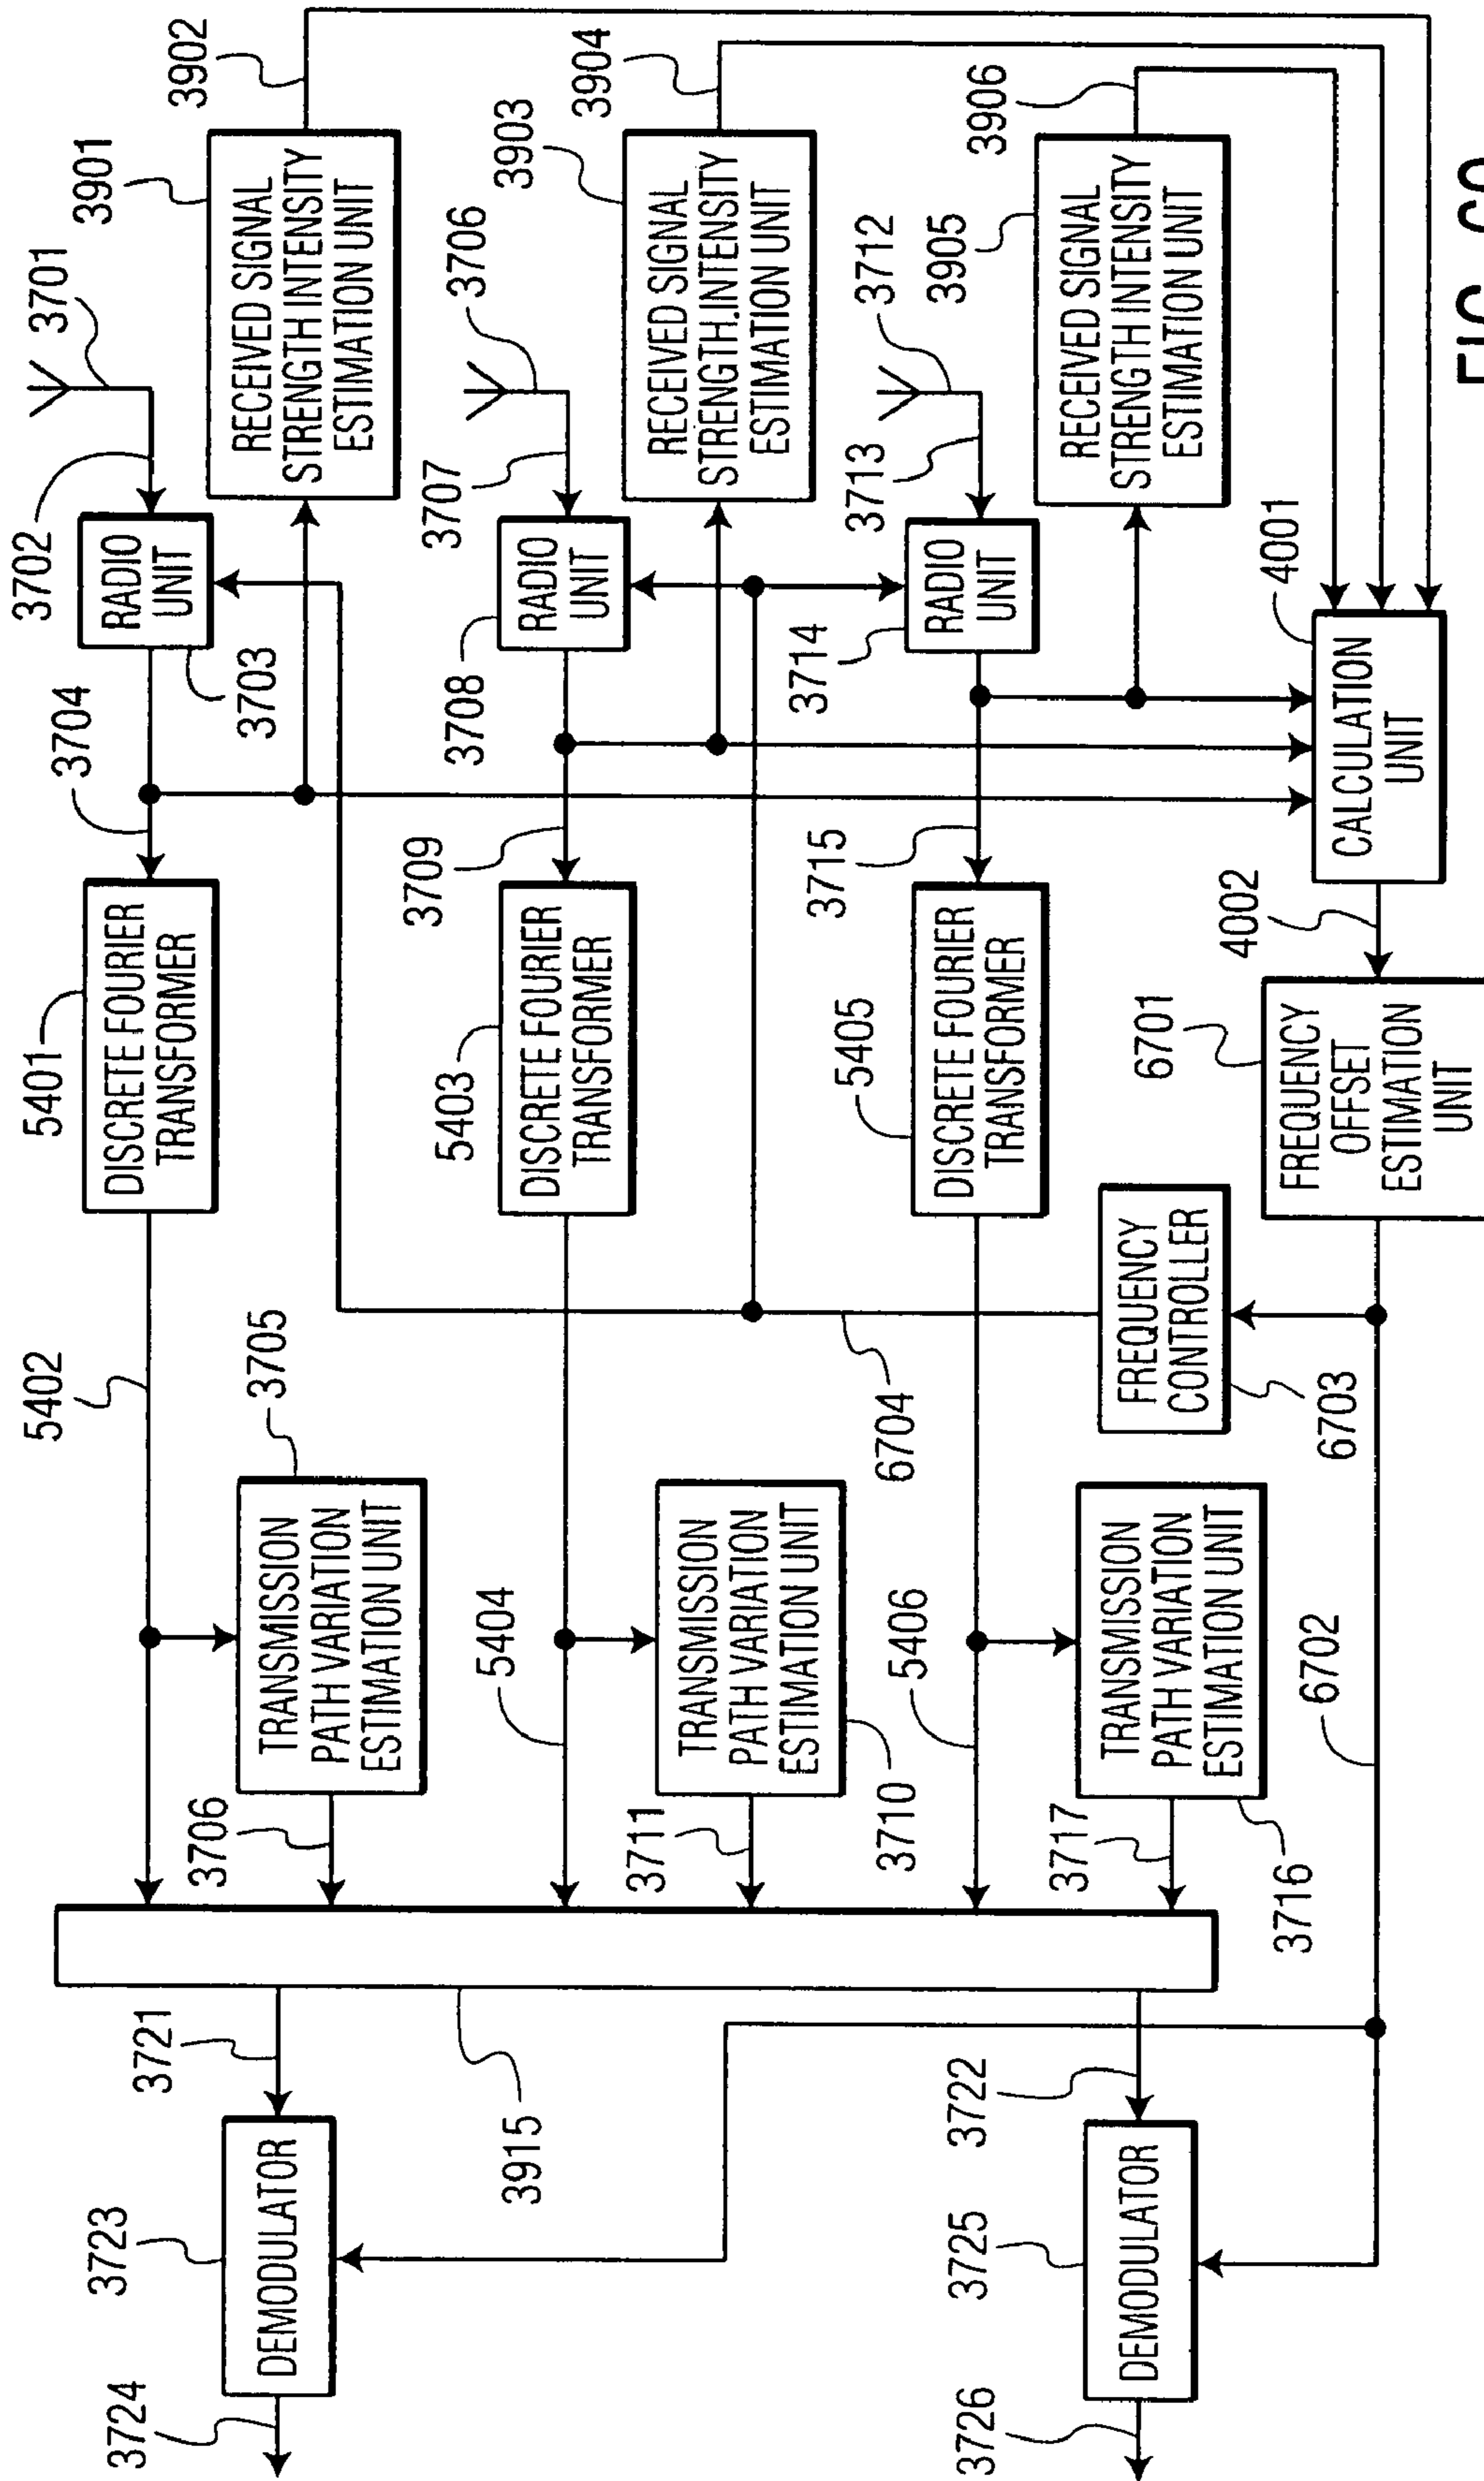 3724
3723
DEMODULATOR
3721
3915
5402
5401
DISCRETE FOURIER
TRANSFORMER
3704
3703
RADIO
UNIT
3702
3701
3706
TRANSMISSION
PATH VARIATION
ESTIMATION UNIT
3705
3901
RECEIVED SIGNAL
STRENGTH INTENSITY
ESTIMATION UNIT
3902
5404
5403
DISCRETE FOURIER
TRANSFORMER
3709
3708
RADIO
UNIT
3707
3706
3711
TRANSMISSION
PATH VARIATION
ESTIMATION UNIT
3710
3903
RECEIVED SIGNAL
STRENGTH.INTENSITY
ESTIMATION UNIT
3904
3726
3725
DEMODULATOR
3722
5406
6704
5405
DISCRETE FOURIER
TRANSFORMER
3715
3714
RADIO
UNIT
3713
3712
3717
TRANSMISSION
PATH VARIATION
ESTIMATION UNIT
3716
3905
RECEIVED SIGNAL
STRENGTH INTENSITY
ESTIMATION UNIT
3906
FREQUENCY
CONTROLLER
6703
6702
6701
FREQUENCY
OFFSET
ESTIMATION
UNIT
4002
CALCULATION
UNIT
4001
FIG.